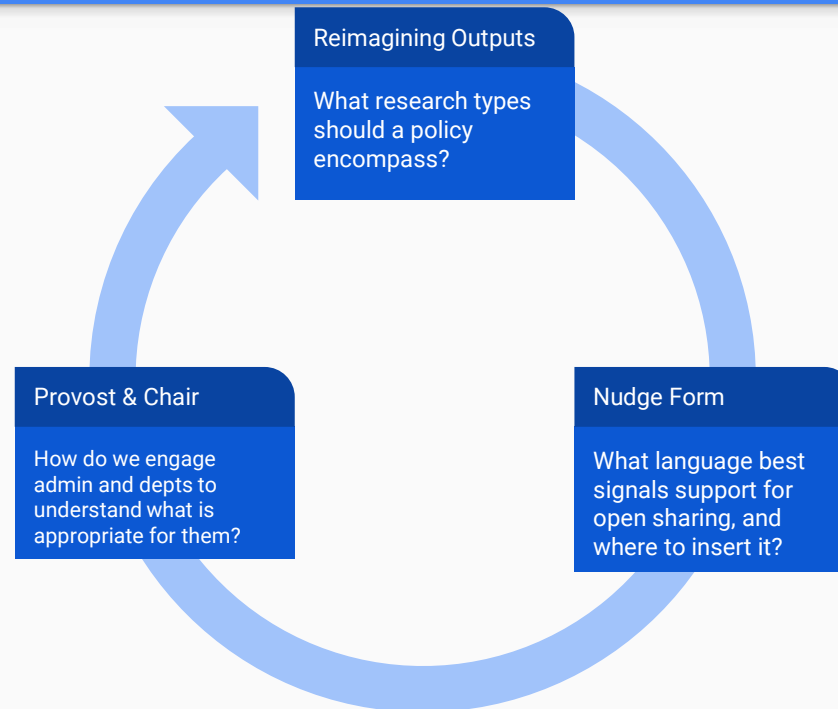 Reimagining Outputs
What research types
should a policy
encompass?
Provost & Chair
How do we engage
admin and depts to
understand what is
appropriate for them?
Nudge Form
What language best
signals support for
open sharing, and
where to insert it?